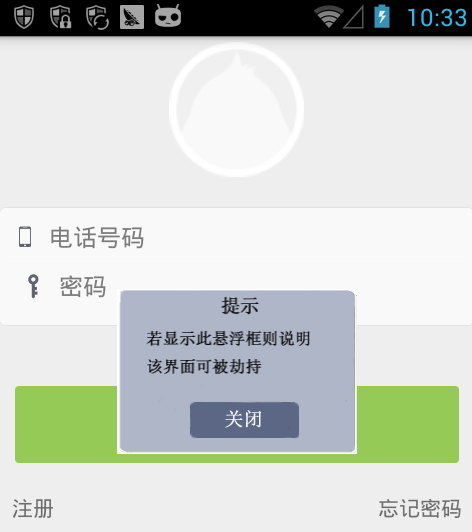 10:33
电话号码
密码
提示
若显示此悬浮框则说明
该界面可被劫持
关闭
注册
忘记密码